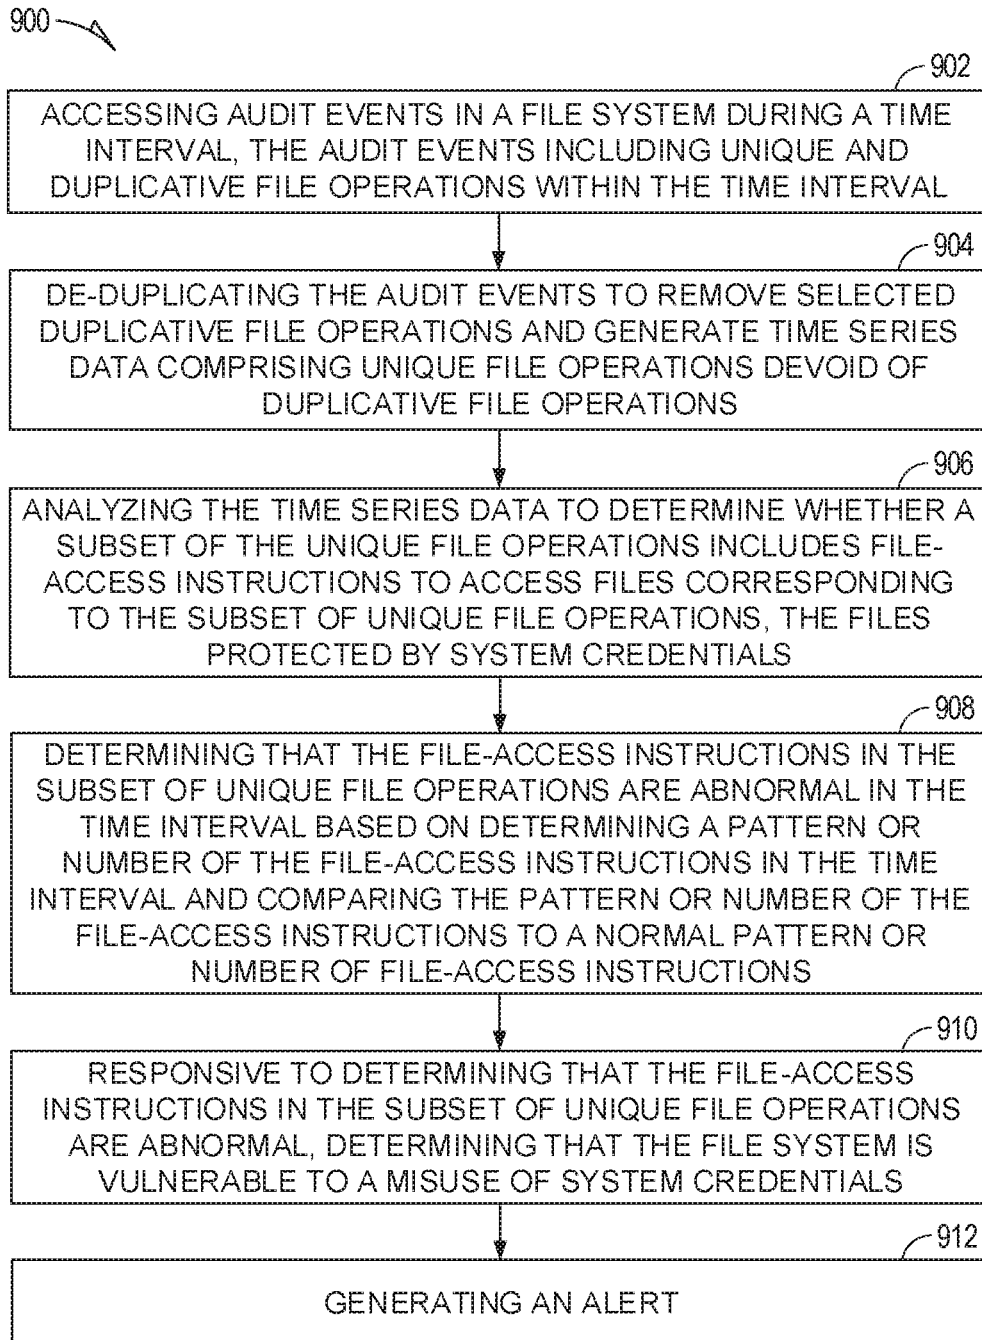 900
902
ACCESSING AUDIT EVENTS IN A FILE SYSTEM DURING A TIME
INTERVAL, THE AUDIT EVENTS INCLUDING UNIQUE AND
DUPLICATIVE FILE OPERATIONS WITHIN THE TIME INTERVAL
904
DE-DUPLICATING THE AUDIT EVENTS TO REMOVE SELECTED
DUPLICATIVE FILE OPERATIONS AND GENERATE TIME SERIES
DATA COMPRISING UNIQUE FILE OPERATIONS DEVOID OF
DUPLICATIVE FILE OPERATIONS
906
ANALYZING THE TIME SERIES DATA TO DETERMINE WHETHER A
SUBSET OF THE UNIQUE FILE OPERATIONS INCLUDES FILE-
ACCESS INSTRUCTIONS TO ACCESS FILES CORRESPONDING
TO THE SUBSET OF UNIQUE FILE OPERATIONS, THE FILES
PROTECTED BY SYSTEM CREDENTIALS
908
DETERMINING THAT THE FILE-ACCESS INSTRUCTIONS IN THE
SUBSET OF UNIQUE FILE OPERATIONS ARE ABNORMAL IN THE
TIME INTERVAL BASED ON DETERMINING A PATTERN OR
NUMBER OF THE FILE-ACCESS INSTRUCTIONS IN THE TIME
INTERVAL AND COMPARING THE PATTERN OR NUMBER OF THE
FILE-ACCESS INSTRUCTIONS TO A NORMAL PATTERN OR
NUMBER OF FILE-ACCESS INSTRUCTIONS
910
RESPONSIVE TO DETERMINING THAT THE FILE-ACCESS
INSTRUCTIONS IN THE SUBSET OF UNIQUE FILE OPERATIONS
ARE ABNORMAL, DETERMINING THAT THE FILE SYSTEM IS
VULNERABLE TO A MISUSE OF SYSTEM CREDENTIALS
912
GENERATING AN ALERT